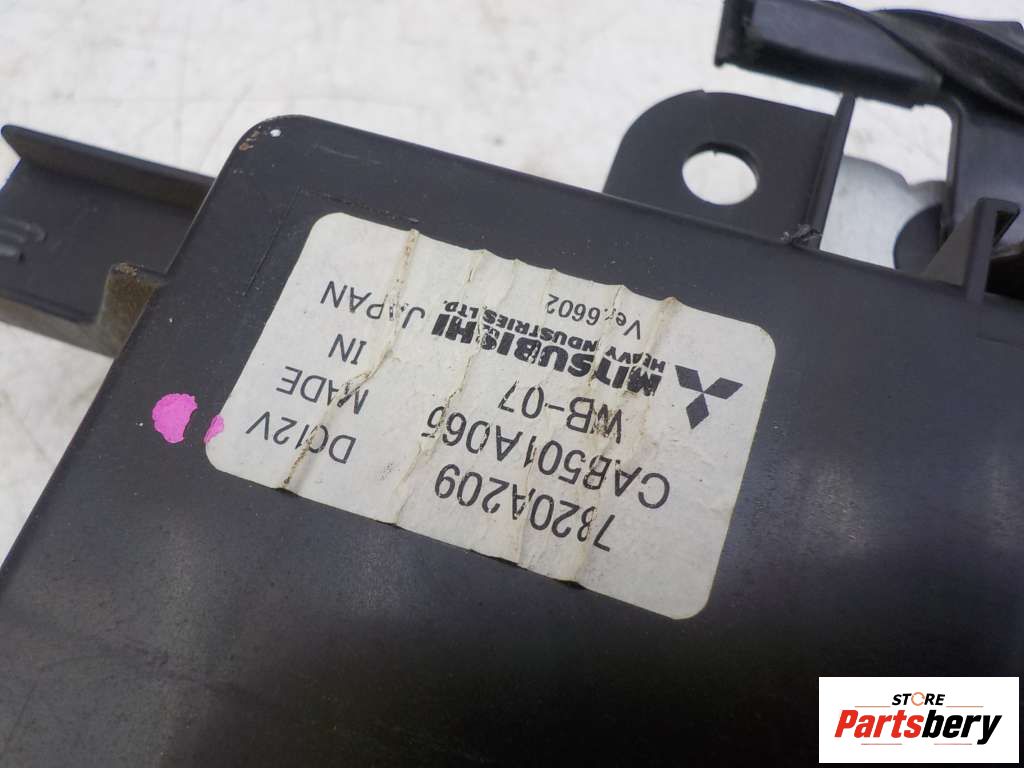 7820A209
CAB501A065
WB-07
DC12V
MITSUBISHI
HEAVY INDUSTRIES, LTD.
MADE IN JAPAN
Ver.6602
STORE
Partsbery